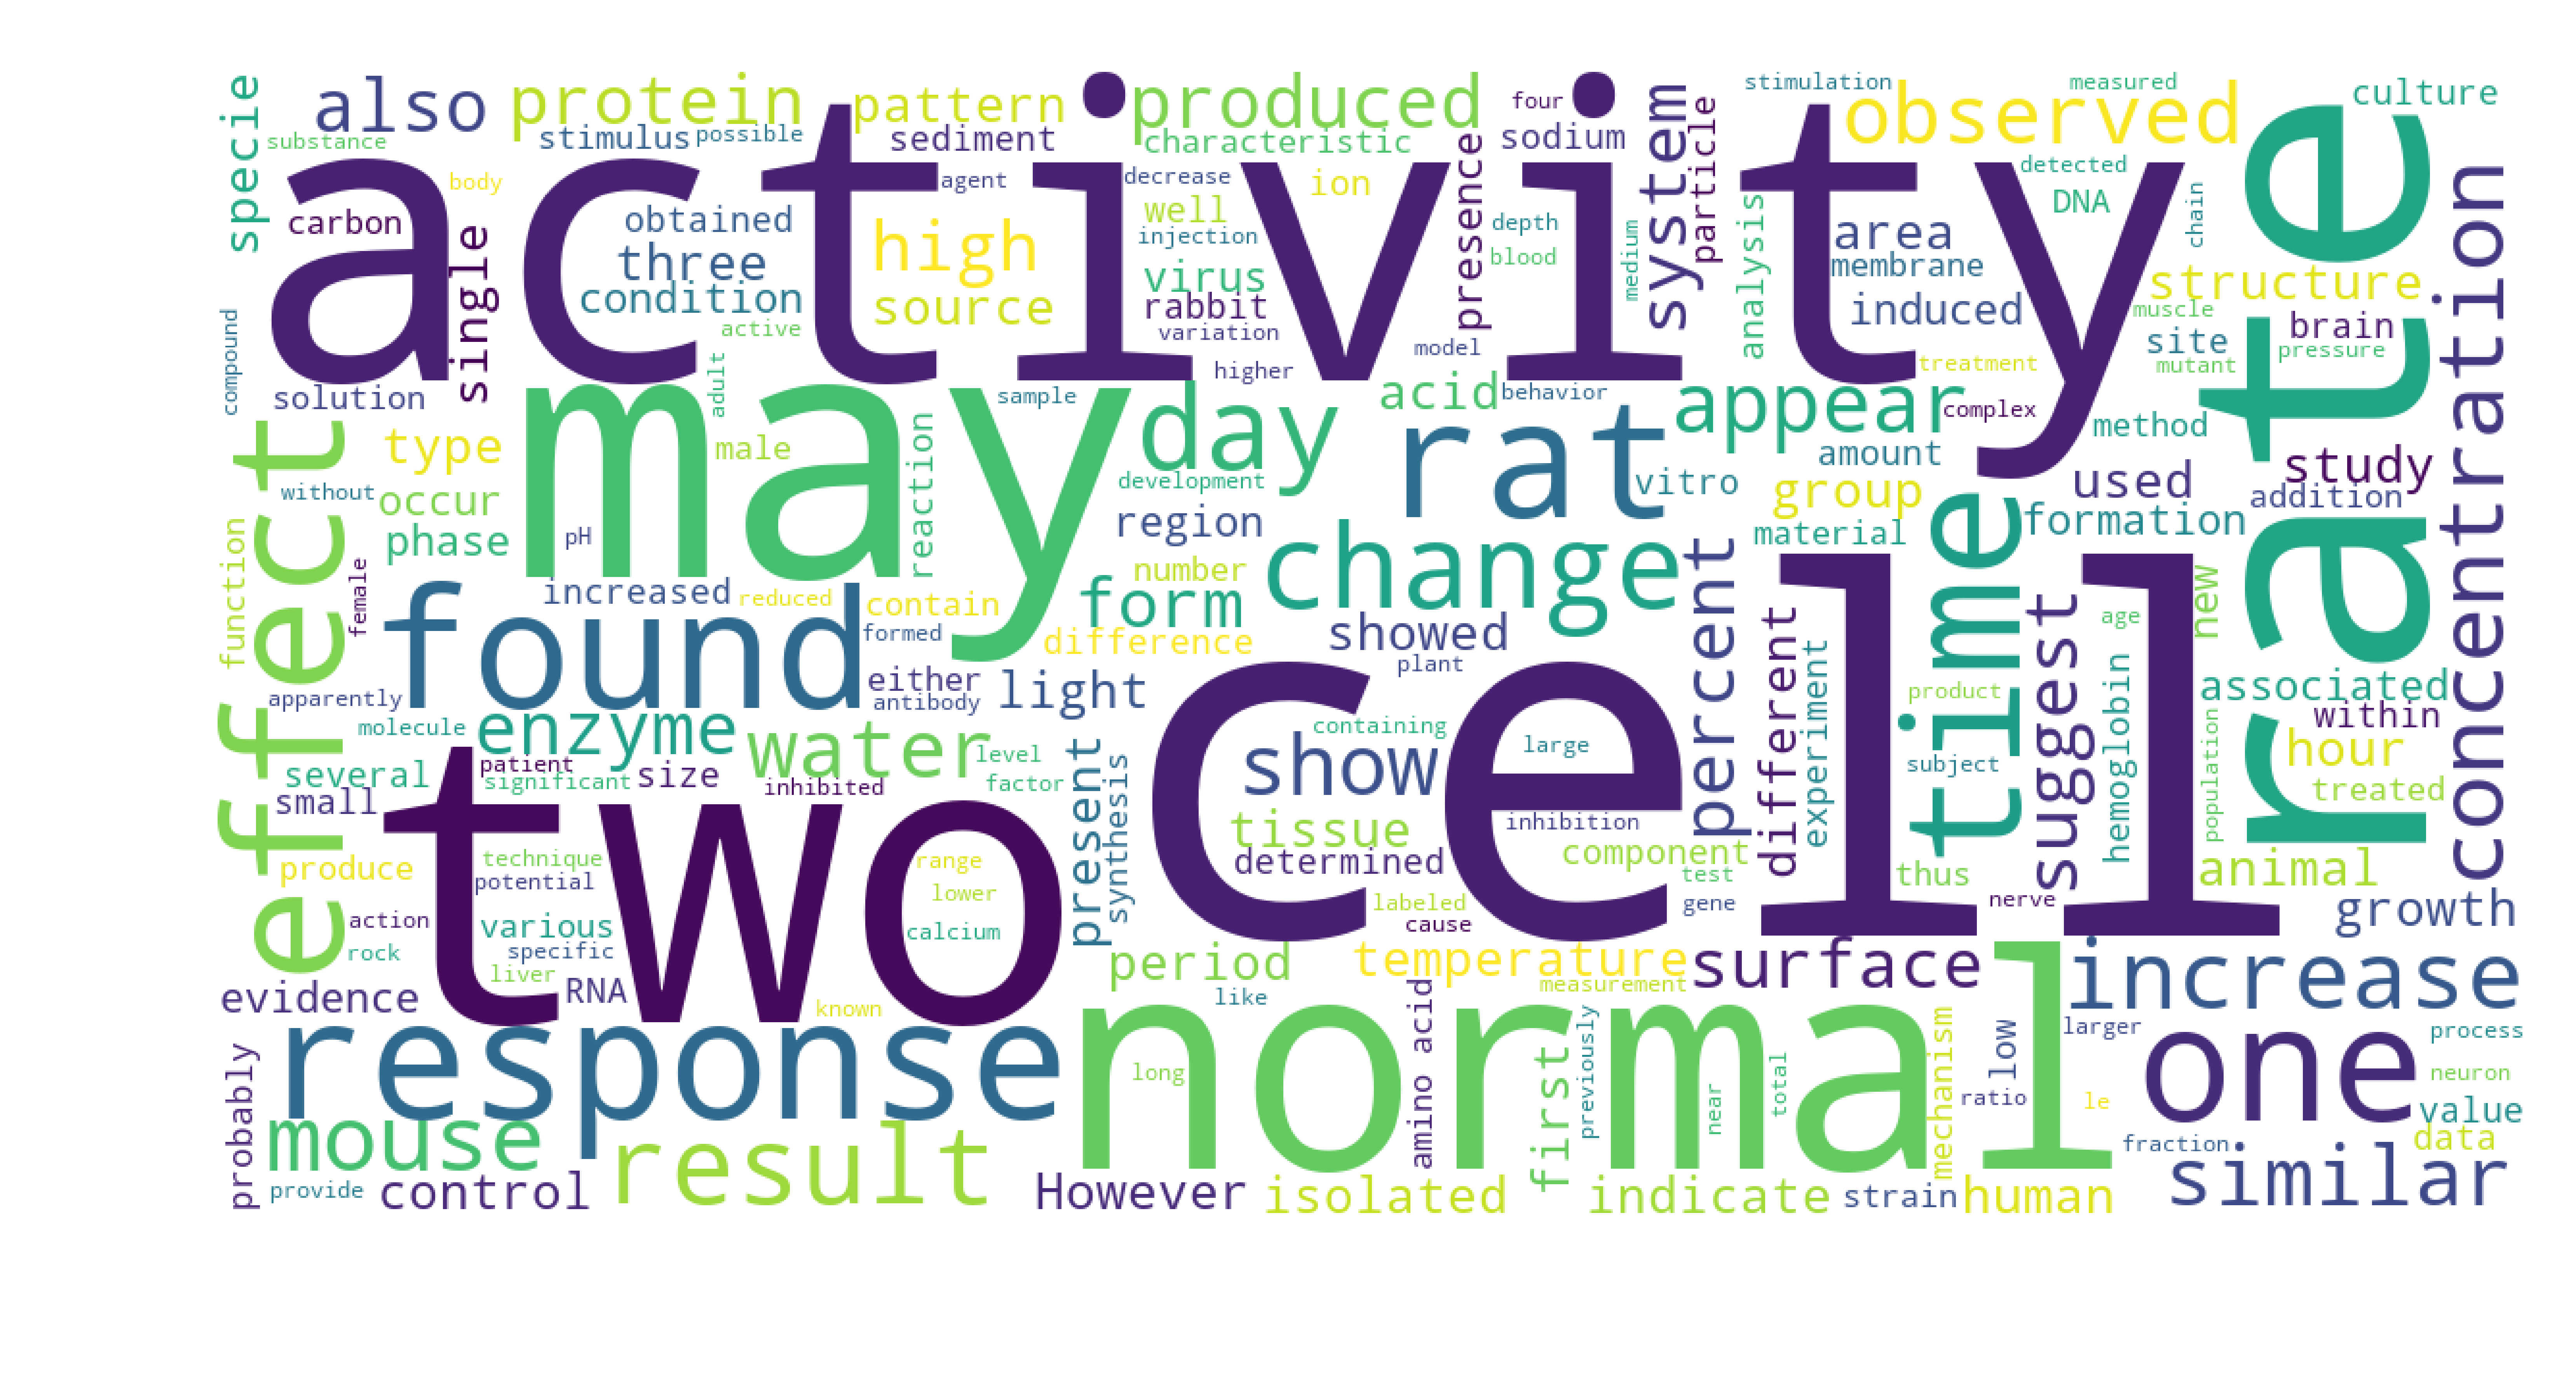 specie
also
protein
pattern
produced
four
system
particle
stimulation
measured
observed
culture
substance
stimulus
possible
sediment
characteristic
presence
sodium
activity
rate
concentration
body
agent
decrease
ion
detected
DNA
chain
carbon
single
obtained
high
well
injection
depth
blood
medium
analysis
area
membrane
structure
three
condition
source
virus
rabbit
variation
induced
muscle
brain
compound
active
higher
model
site
pressure
treatment
mutant
solution
adult
may
sample
day
acid
behavior
appear
complex
method
effect
type
male
reaction
rat
amount
study
without
occur
development
vitro
group
used
addition
function
phase
pH
region
material
time
formation
female
found
increased
reduced
contain
number
form
change
percent
difference
formed
showed
different
suggest
age
new
plant
experiment
apparently
either
antibody
light
product
hemoglobin
associated
within
molecule
enzyme
water
level
containing
cell
large
subject
population
hour
several
patient
significant
size
inhibited
factor
present
synthesis
show
treated
small
two
tissue
inhibition
produce
technique
potential
range
lower
determined
component
test
thus
animal
action
various
calcium
labeled
cause
gene
nerve
growth
rock
specific
liver
period
temperature
surface
increase
evidence
RNA
known
like
measurement
response
normal
amino acid
previously
near
total
mechanism
low
larger
one
process
probably
long
first
ratio
le
neuron
value
mouse
result
fraction
data
provide
control
However
isolated
indicate
strain
human
similar